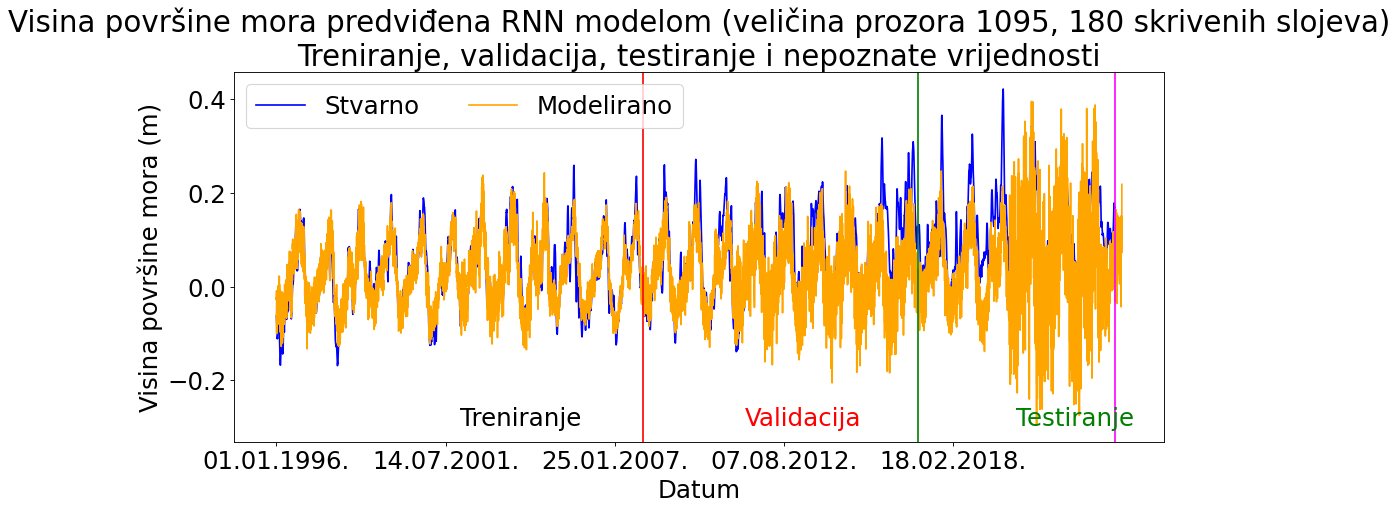 Visina površine mora predviđena RNN modelom (veličina prozora 1095, 180 skrivenih slojeva)
Treniranje, validacija, testiranje i nepoznate vrijednosti
Stvarno
Modelirano
Visina površine mora (m)
0.4
0.2
0.0
−0.2
Treniranje
Validacija
Testiranje
01.01.1996.
14.07.2001.
25.01.2007.
07.08.2012.
18.02.2018.
Datum